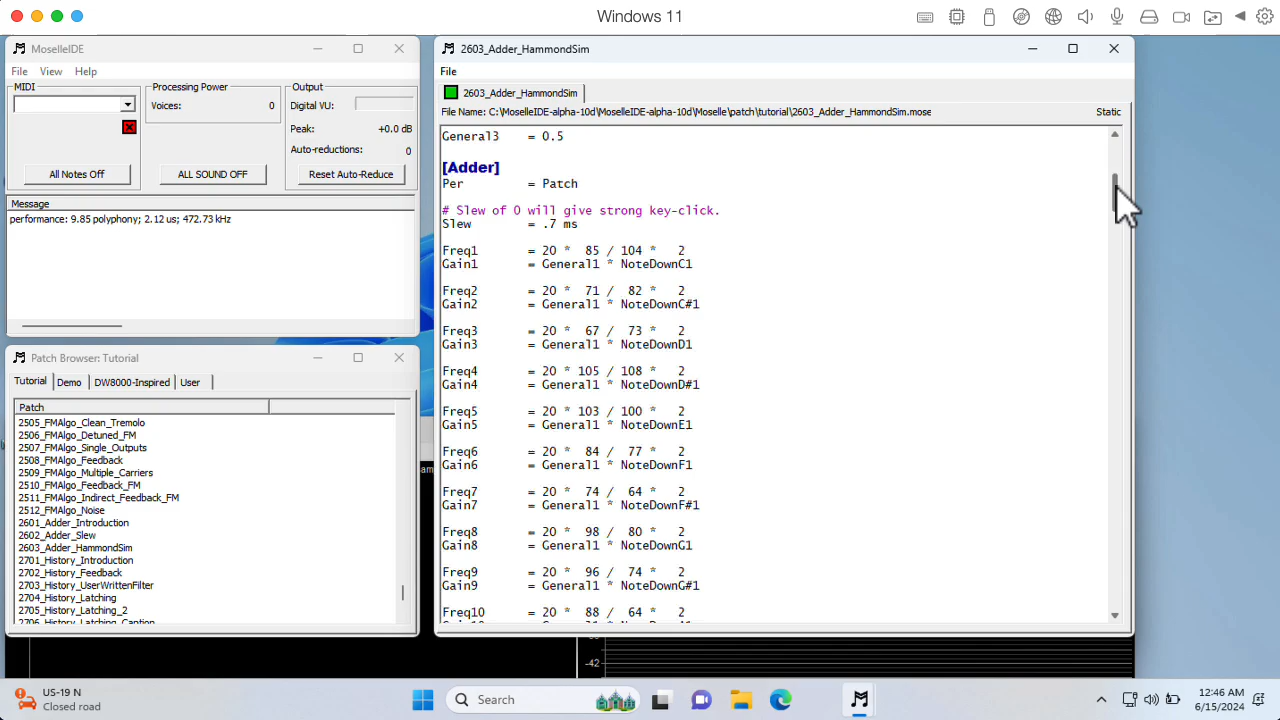 Windows 11
MoselleIDE
File View Help
MIDI
All Notes Off
Processing Power
Voices: 0
ALL SOUND OFF
Output
Digital VU:
Peak: +0.0 dB
Auto-reductions: 0
Reset Auto-Reduce
Message
performance: 9.85 polyphony; 2.12 us; 472.73 kHz
Patch Browser: Tutorial
Tutorial Demo DW8000-Inspired User
Patch
2505_FMAlgo_Clean_Tremolo
2506_FMAlgo_Detuned_FM
2507_FMAlgo_Single_Outputs
2508_FMAlgo_Feedback
2509_FMAlgo_Multiple_Carriers
2510_FMAlgo_Feedback_FM
2511_FMAlgo_Indirect_Feedback_FM
2512_FMAlgo_Noise
2601_Adder_Introduction
2602_Adder_Slew
2603_Adder_HammondSim
2701_History_Introduction
2702_History_Feedback
2703_History_UserWrittenFilter
2704_History_Latching
2705_History_Latching_2
2706_History_Latching_Caption
2603_Adder_HammondSim
File
2603_Adder_HammondSim
File Name: C:\MoselleIDE-alpha-10d\MoselleIDE-alpha-10d\Moselle\patch\tutorial\2603_Adder_HammondSim.mose
Static
General3 = 0.5
[Adder]
Per = Patch
# Slew of 0 will give strong key-click.
Slew = .7 ms
Freq1 = 20 * 85 / 104 * 2
Gain1 = General1 * NoteDownC1
Freq2 = 20 * 71 / 82 * 2
Gain2 = General1 * NoteDownC#1
Freq3 = 20 * 67 / 73 * 2
Gain3 = General1 * NoteDownD1
Freq4 = 20 * 105 / 108 * 2
Gain4 = General1 * NoteDownD#1
Freq5 = 20 * 103 / 100 * 2
Gain5 = General1 * NoteDownE1
Freq6 = 20 * 84 / 77 * 2
Gain6 = General1 * NoteDownF1
Freq7 = 20 * 74 / 64 * 2
Gain7 = General1 * NoteDownF#1
Freq8 = 20 * 98 / 80 * 2
Gain8 = General1 * NoteDownG1
Freq9 = 20 * 96 / 74 * 2
Gain9 = General1 * NoteDownG#1
Freq10 = 20 * 88 / 64 * 2
-42
US-19 N
Closed road
Search
12:46 AM
6/15/2024